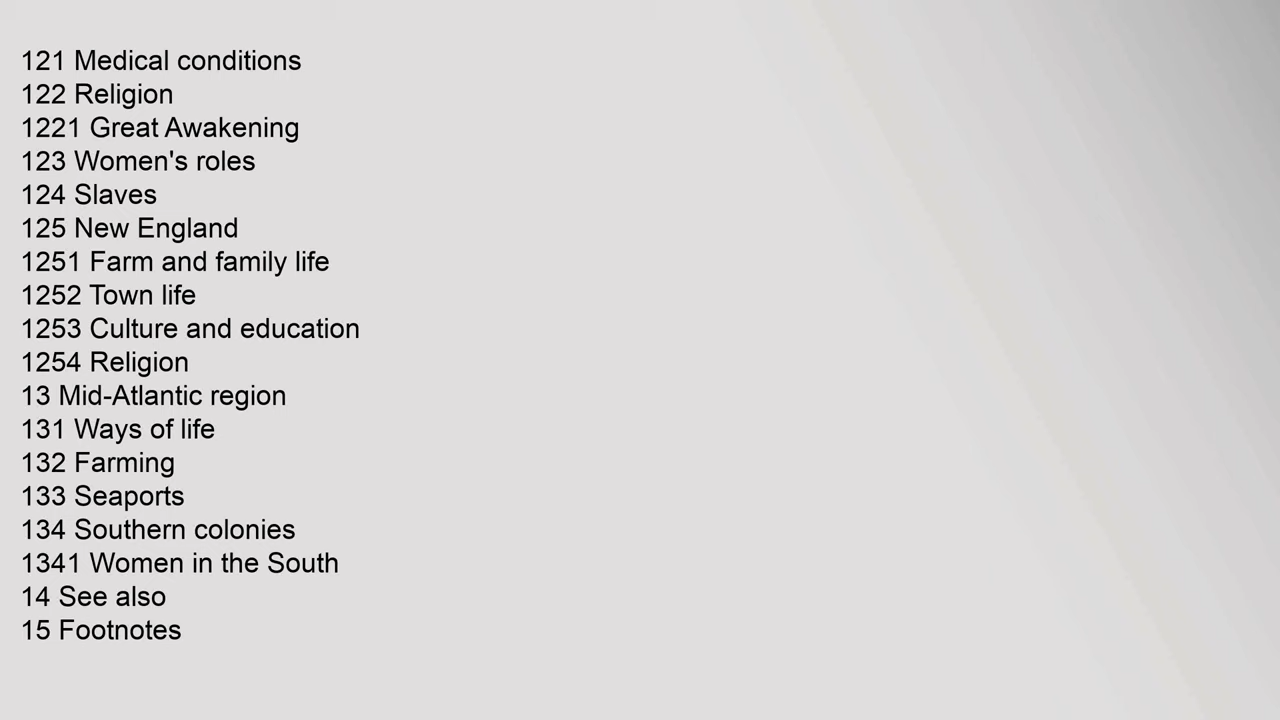 121 Medical conditions
122 Religion
1221 Great Awakening
123 Women's roles
124 Slaves
125 New England
1251 Farm and family life
1252 Town life
1253 Culture and education
1254 Religion
13 Mid-Atlantic region
131 Ways of life
132 Farming
133 Seaports
134 Southern colonies
1341 Women in the South
14 See also
15 Footnotes